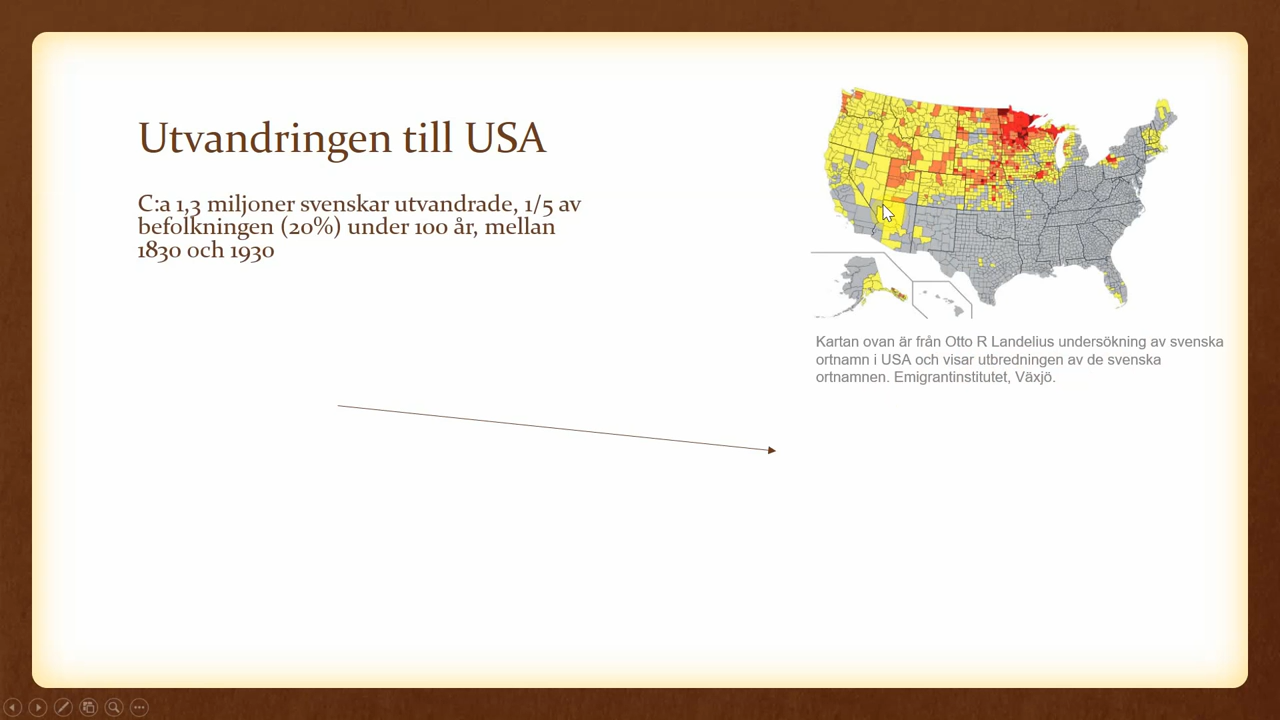 Utvandringen till USA
C:a 1,3 miljoner svenskar utvandrade, 1/5 av
befolkningen (20%) under 100 år, mellan
1830 och 1930
Kartan ovan är från Otto R Landelius undersökning av svenska
ortnamn i USA och visar utbredningen av de svenska
ortnamnen. Emigrantinstitutet, Växjö.